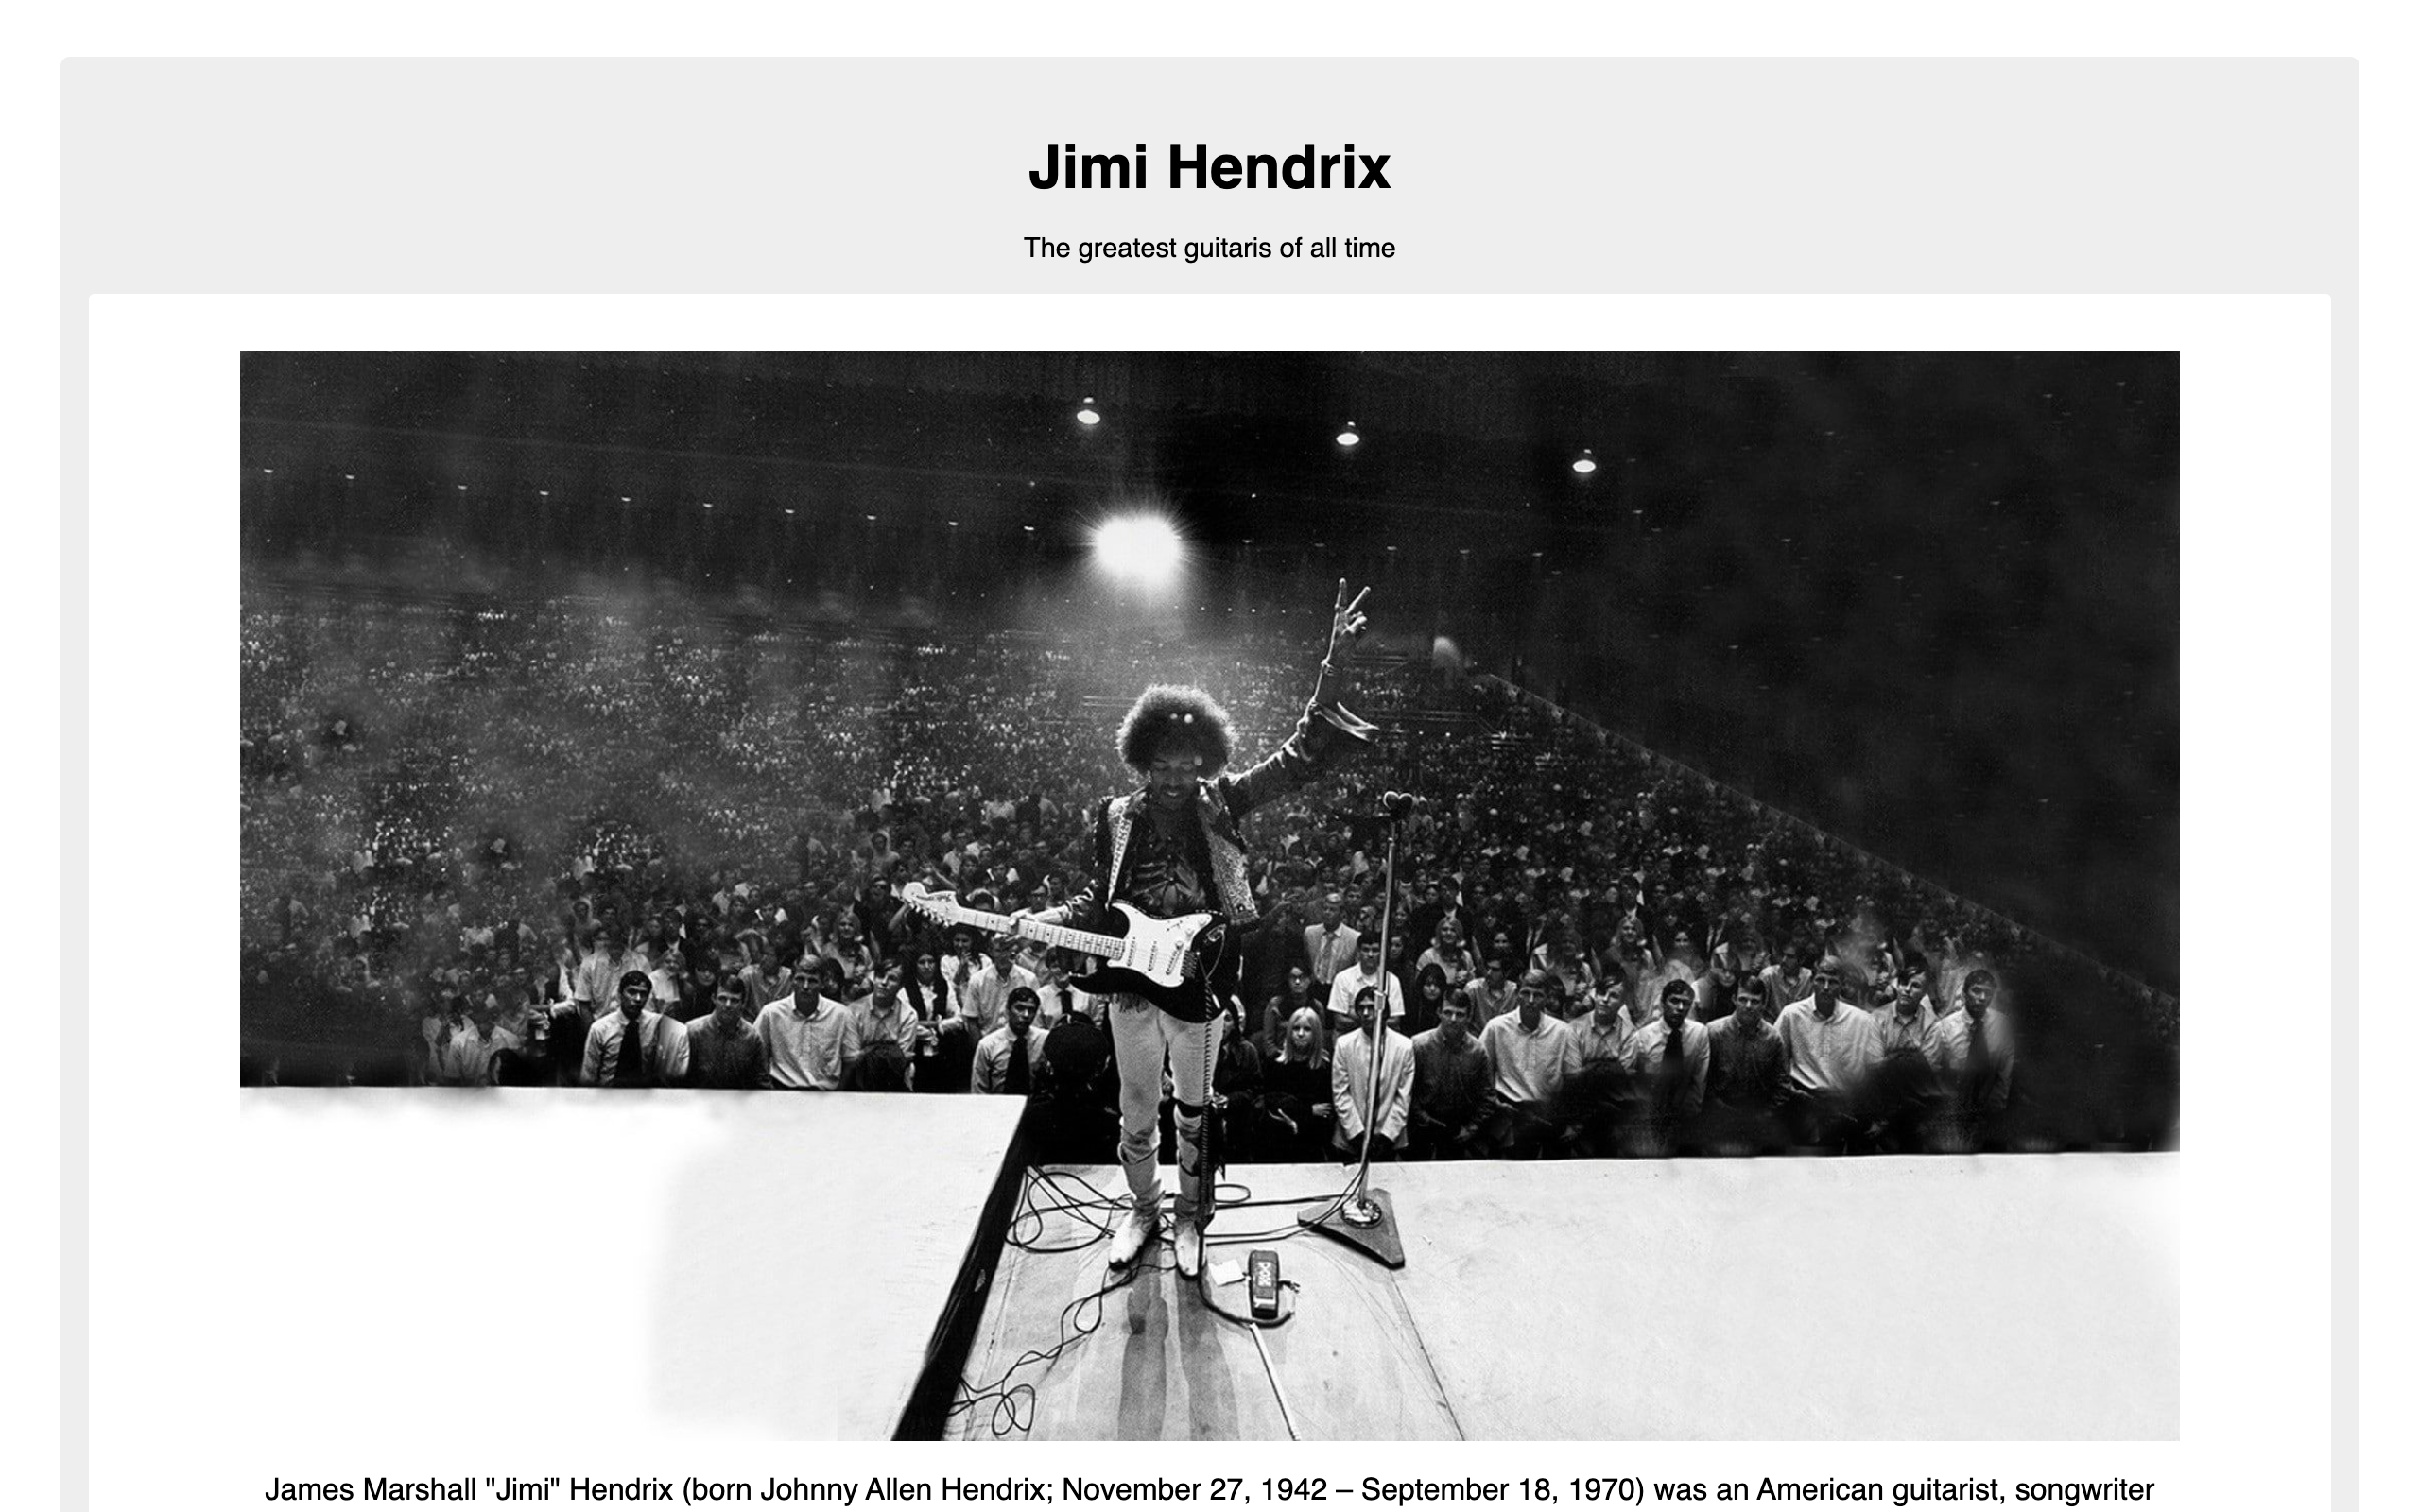 Jimi Hendrix
The greatest guitaris of all time
James Marshall "Jimi" Hendrix (born Johnny Allen Hendrix; November 27, 1942 – September 18, 1970) was an American guitarist, songwriter